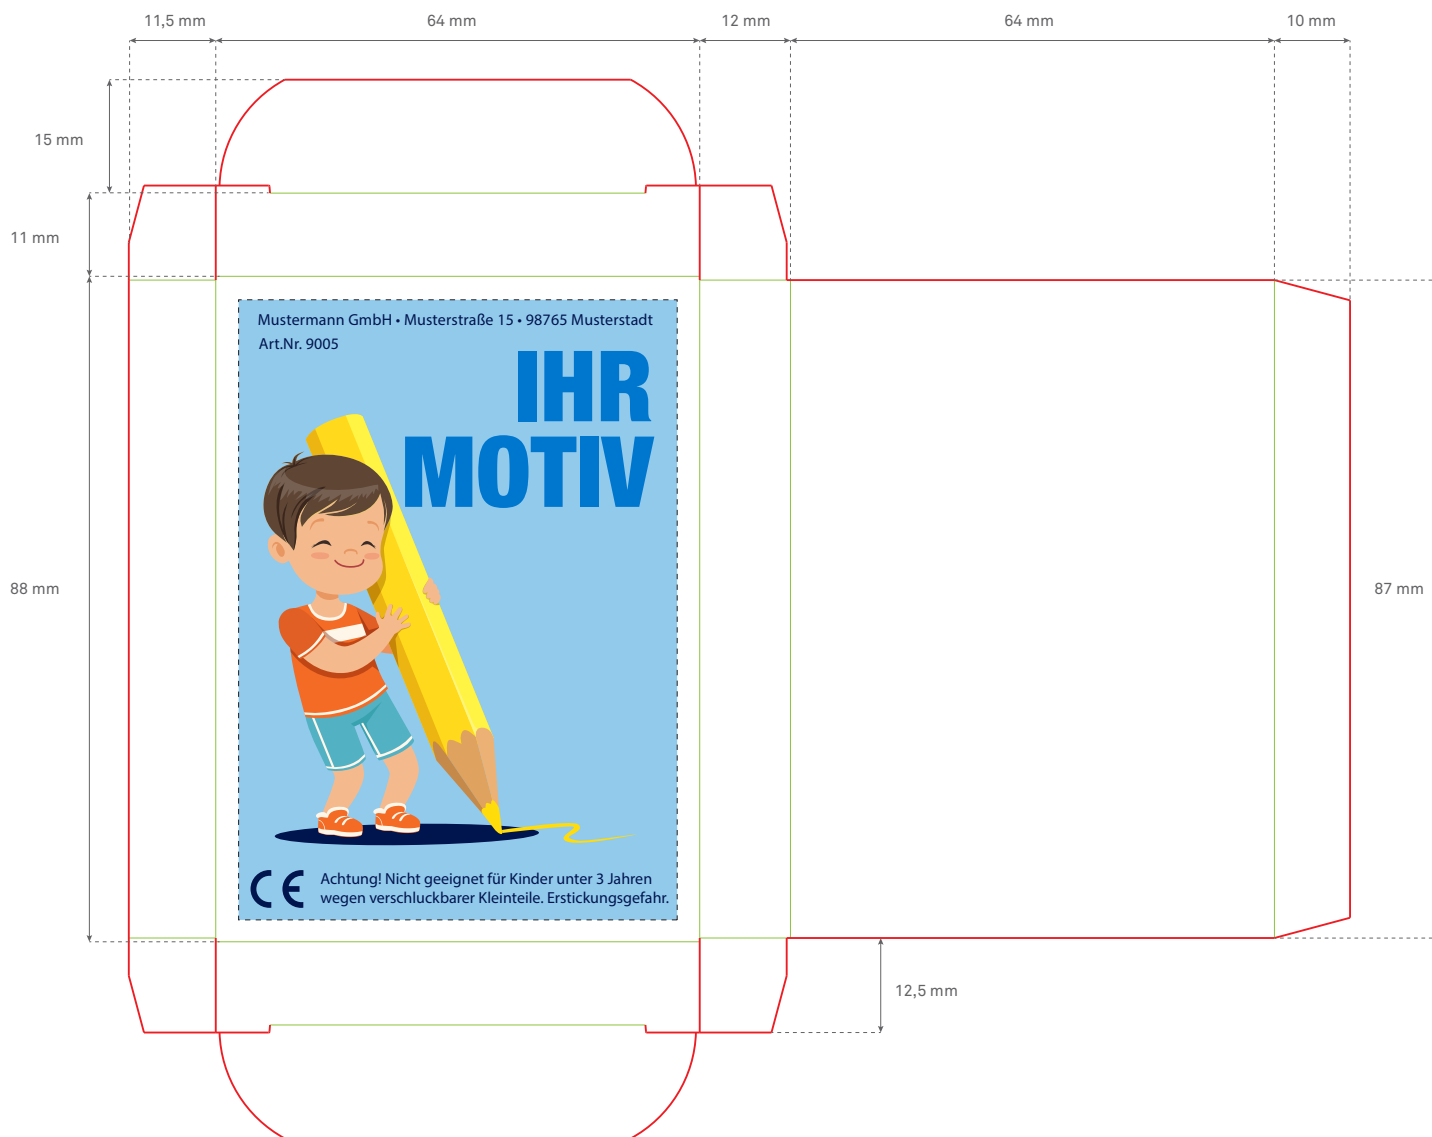 11,5 mm
64 mm
12 mm
64 mm
10 mm
15 mm
11 mm
Mustermann GmbH • Musterstraße 15 • 98765 Musterstadt
Art.Nr. 9005
IHR
MOTIV
88 mm
87 mm
CE
Achtung! Nicht geeignet für Kinder unter 3 Jahren
wegen verschluckbarer Kleinteile. Erstickungsgefahr.
12,5 mm